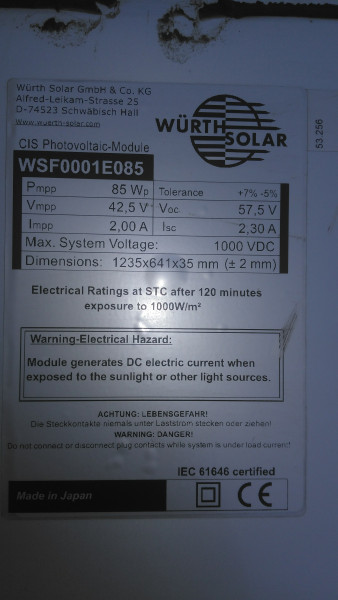 Würth Solar GmbH & Co. KG
Alfred-Leikam-Strasse 25
D-74523 Schwäbisch Hall
www.wuerth-solar.com
WÜRTH
SOLAR
53.256
CIS Photovoltaic-Module
WSF0001E085
Pmpp 85 Wp Tolerance +7% -5%
Vmpp 42,5 V Voc 57,5 V
Impp 2,00 A Isc 2,30 A
Max. System Voltage: 1000 VDC
Dimensions: 1235x641x35 mm (± 2 mm)
Electrical Ratings at STC after 120 minutes
exposure to 1000W/m²
Warning-Electrical Hazard:
Module generates DC electric current when
exposed to the sunlight or other light sources.
ACHTUNG: LEBENSGEFAHR!
Die Steckkontakte niemals unter Laststrom stecken oder ziehen!
WARNING: DANGER!
Do not connect or disconnect plug contacts while system is under load current!
IEC 61646 certified
Made in Japan CE